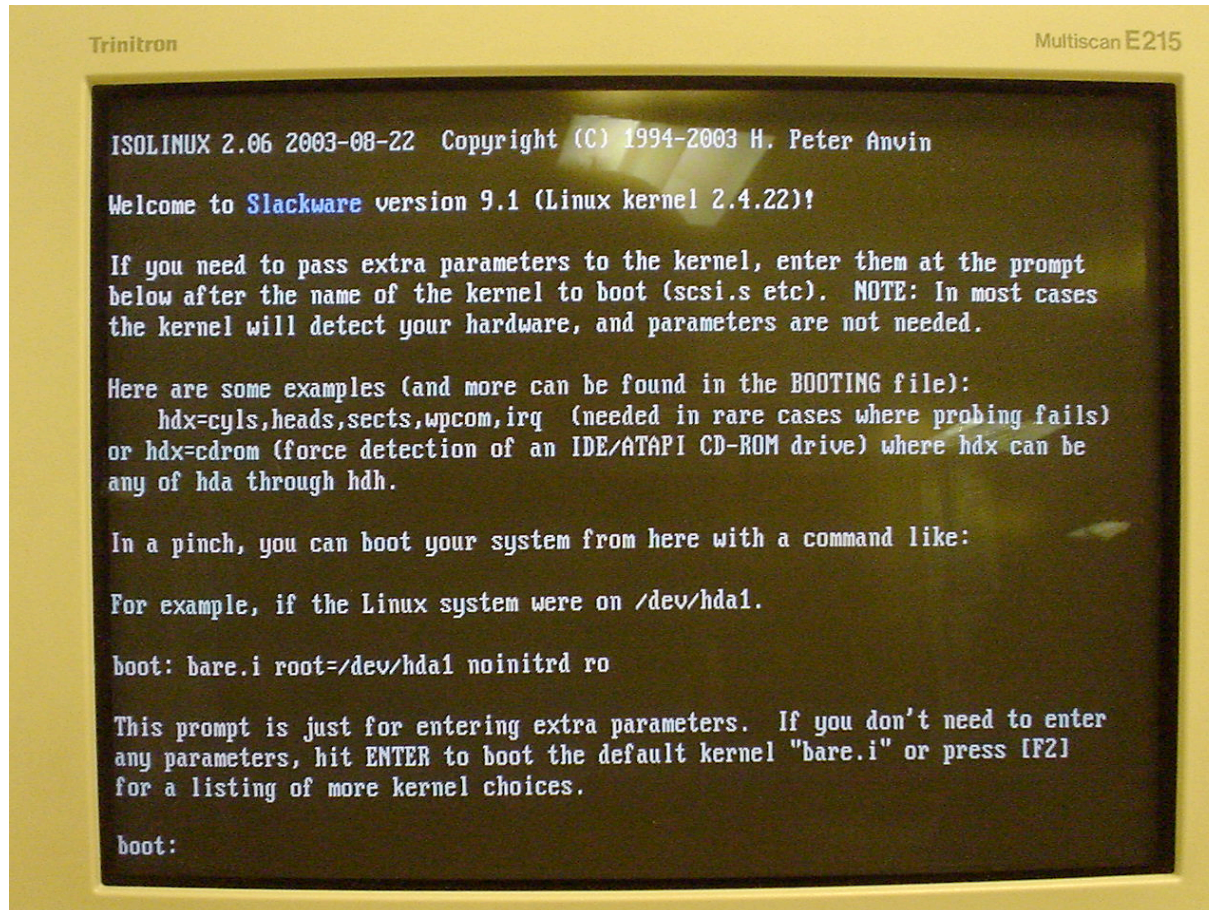 Trinitron
Multiscan E215
ISOLINUX 2.06 2003-08-22  Copyright (C) 1994-2003 H. Peter Anvin
Welcome to Slackware version 9.1 (Linux kernel 2.4.22)!
If you need to pass extra parameters to the kernel, enter them at the prompt
below after the name of the kernel to boot (scsi.s etc).  NOTE: In most cases
the kernel will detect your hardware, and parameters are not needed.
Here are some examples (and more can be found in the BOOTING file):
hdx=cyls,heads,sects,wpcom,irq  (needed in rare cases where probing fails)
or hdx=cdrom (force detection of an IDE/ATAPI CD-ROM drive) where hdx can be
any of hda through hdh.
In a pinch, you can boot your system from here with a command like:
For example, if the Linux system were on /dev/hda1.
boot: bare.i root=/dev/hda1 noinitrd ro
This prompt is just for entering extra parameters.  If you don't need to enter
any parameters, hit ENTER to boot the default kernel "bare.i" or press [F2]
for a listing of more kernel choices.
boot: